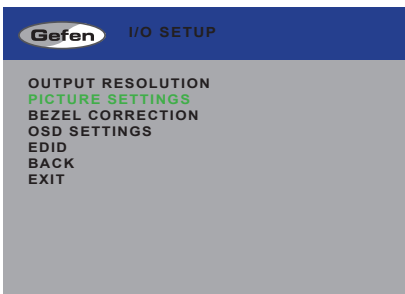 Gefen
I/O SETUP
OUTPUT RESOLUTION
PICTURE SETTINGS
BEZEL CORRECTION
OSD SETTINGS
EDID
BACK
EXIT